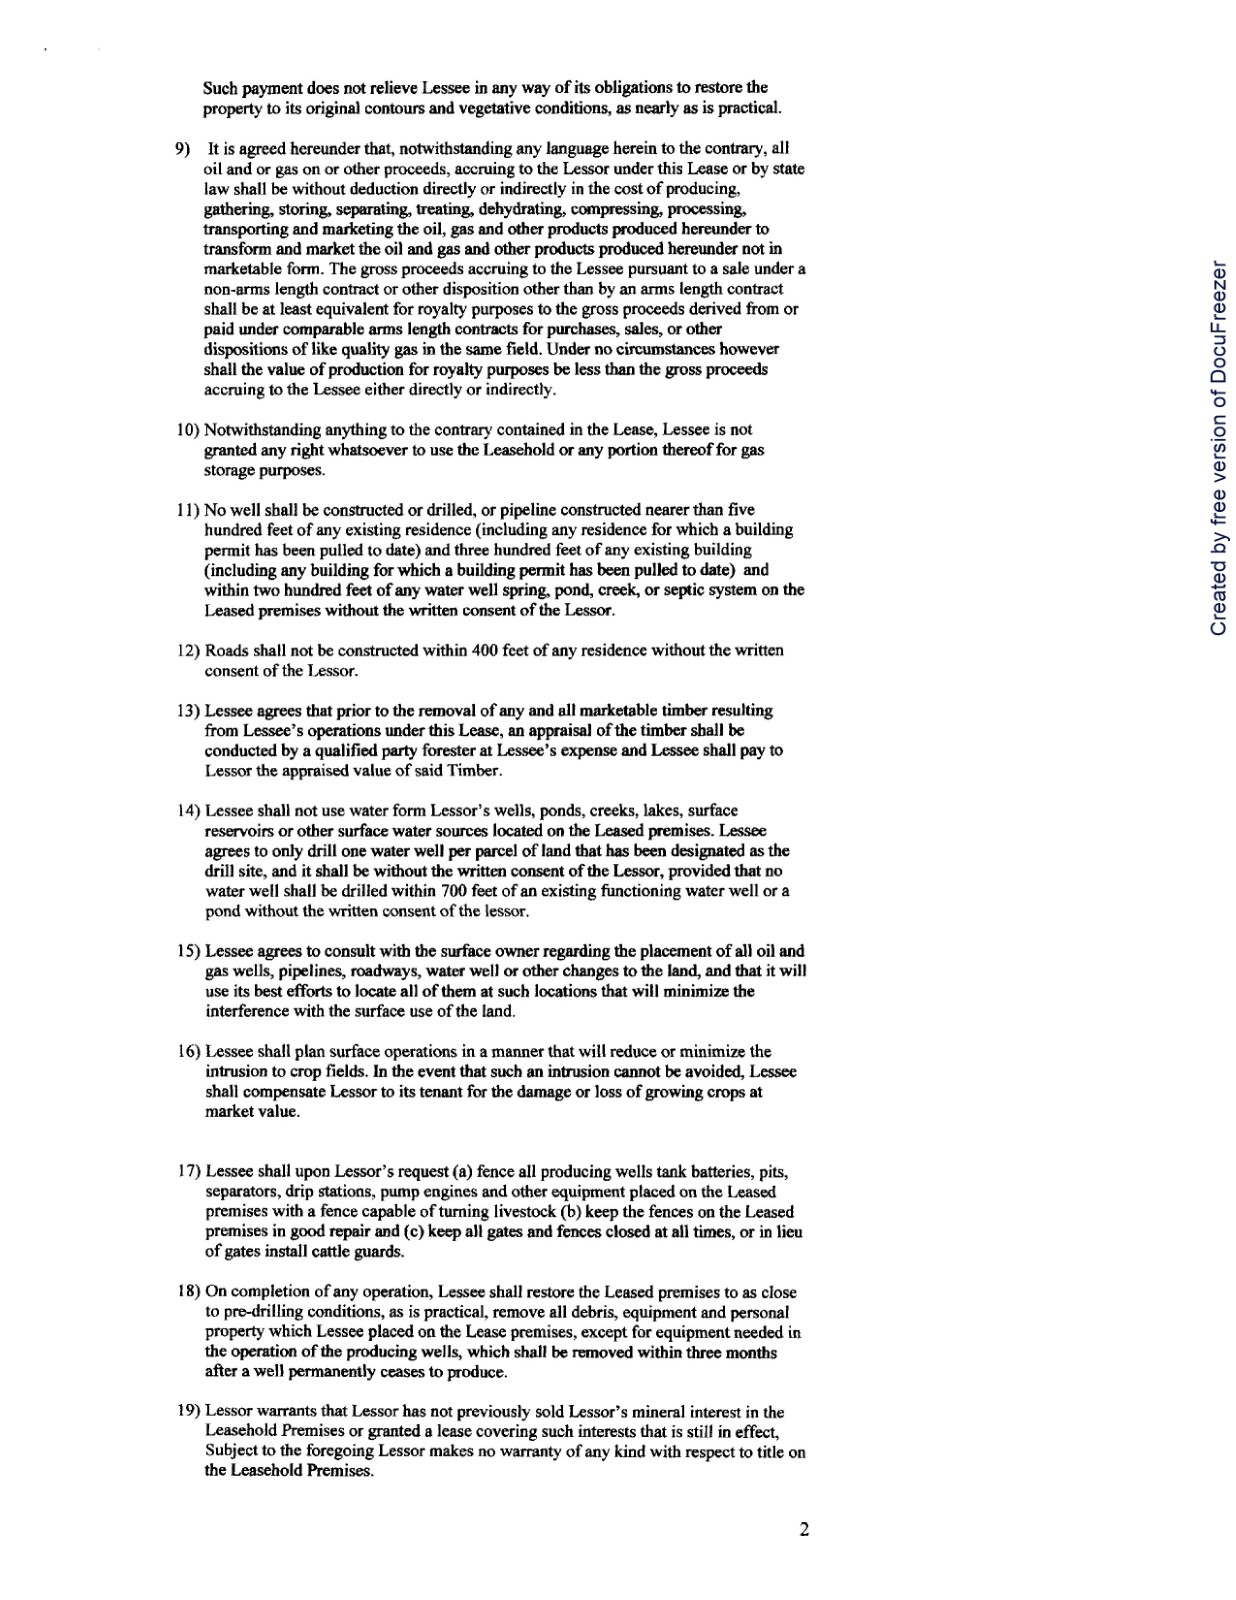 Such payment does not relieve Lessee in any way of its obligations to restore the
property to its original contours and vegetative conditions, as nearly as is practical.
9) It is agreed hereunder that, notwithstanding any language herein to the contrary, all
oil and or gas on or other proceeds, accruing to the Lessor under this Lease or by state
law shall be without deduction directly or indirectly in the cost of producing,
gathering, storing, separating, treating, dehydrating, compressing, processing,
transporting and marketing the oil, gas and other products produced hereunder to
transform and market the oil and gas and other products produced hereunder not in
marketable form. The gross proceeds accruing to the Lessee pursuant to a sale under a
non-arms length contract or other disposition other than by an arms length contract
shall be at least equivalent for royalty purposes to the gross proceeds derived from or
paid under comparable arms length contracts for purchases, sales, or other
dispositions of like quality gas in the same field. Under no circumstances however
shall the value of production for royalty purposes be less than the gross proceeds
accruing to the Lessee either directly or indirectly.
10) Notwithstanding anything to the contrary contained in the Lease, Lessee is not
granted any right whatsoever to use the Leasehold or any portion thereof for gas
storage purposes.
11) No well shall be constructed or drilled, or pipeline constructed nearer than five
hundred feet of any existing residence (including any residence for which a building
permit has been pulled to date) and three hundred feet of any existing building
(including any building for which a building permit has been pulled to date) and
within two hundred feet of any water well spring, pond, creek, or septic system on the
Leased premises without the written consent of the Lessor.
12) Roads shall not be constructed within 400 feet of any residence without the written
consent of the Lessor.
13) Lessee agrees that prior to the removal of any and all marketable timber resulting
from Lessee's operations under this Lease, an appraisal of the timber shall be
conducted by a qualified party forester at Lessee's expense and Lessee shall pay to
Lessor the appraised value of said Timber.
14) Lessee shall not use water form Lessor's wells, ponds, creeks, lakes, surface
reservoirs or other surface water sources located on the Leased premises. Lessee
agrees to only drill one water well per parcel of land that has been designated as the
drill site, and it shall be without the written consent of the Lessor, provided that no
water well shall be drilled within 700 feet of an existing functioning water well or a
pond without the written consent of the lessor.
15) Lessee agrees to consult with the surface owner regarding the placement of all oil and
gas wells, pipelines, roadways, water well or other changes to the land, and that it will
use its best efforts to locate all of them at such locations that will minimize the
interference with the surface use of the land.
16) Lessee shall plan surface operations in a manner that will reduce or minimize the
intrusion to crop fields. In the event that such an intrusion cannot be avoided, Lessee
shall compensate Lessor to its tenant for the damage or loss of growing crops at
market value.
17) Lessee shall upon Lessor's request (a) fence all producing wells tank batteries, pits,
separators, drip stations, pump engines and other equipment placed on the Leased
premises with a fence capable of turning livestock (b) keep the fences on the Leased
premises in good repair and (c) keep all gates and fences closed at all times, or in lieu
of gates install cattle guards.
18) On completion of any operation, Lessee shall restore the Leased premises to as close
to pre-drilling conditions, as is practical, remove all debris, equipment and personal
property which Lessee placed on the Lease premises, except for equipment needed in
the operation of the producing wells, which shall be removed within three months
after a well permanently ceases to produce.
19) Lessor warrants that Lessor has not previously sold Lessor's mineral interest in the
Leasehold Premises or granted a lease covering such interests that is still in effect,
Subject to the foregoing Lessor makes no warranty of any kind with respect to title on
the Leasehold Premises.
2
Created by free version of DocuFreezer